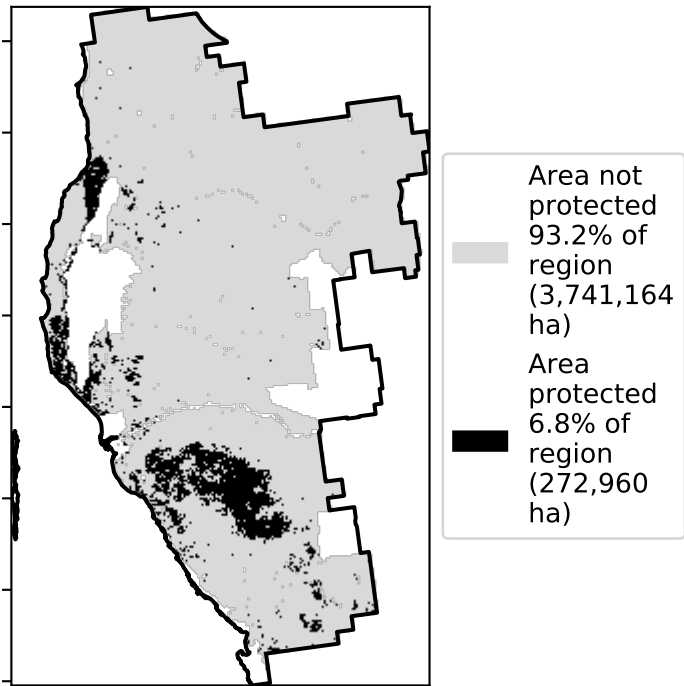 Area not
protected
93.2% of
region
(3,741,164
ha)
Area
protected
6.8% of
region
(272,960
ha)